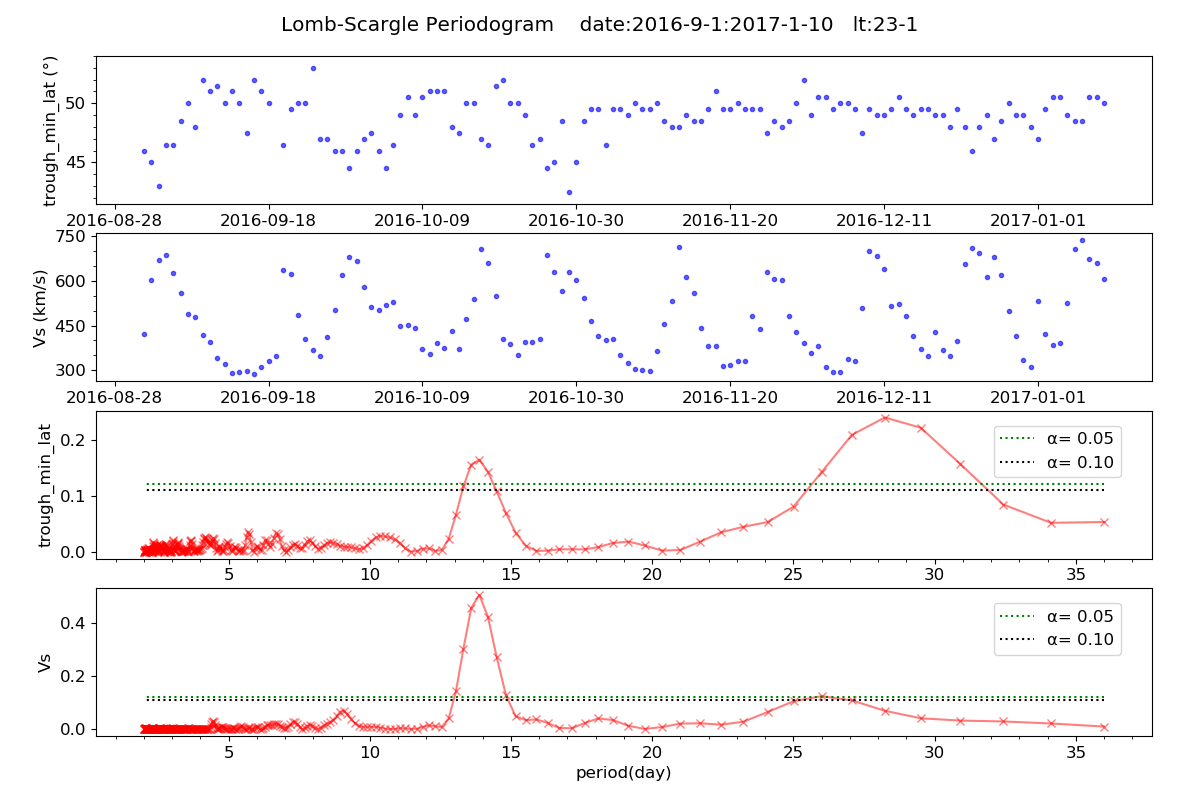 Lomb-Scargle Periodogram    date:2016-9-1:2017-1-10   lt:23-1
trough_min_lat (°)
50
45
2016-08-28 2016-09-18 2016-10-09 2016-10-30 2016-11-20 2016-12-11 2017-01-01
Vs (km/s)
750
600
450
300
2016-08-28 2016-09-18 2016-10-09 2016-10-30 2016-11-20 2016-12-11 2017-01-01
trough_min_lat
0.2
0.1
0.0
α= 0.05
α= 0.10
5 10 15 20 25 30 35
Vs
0.4
0.2
0.0
α= 0.05
α= 0.10
5 10 15 20 25 30 35
period(day)